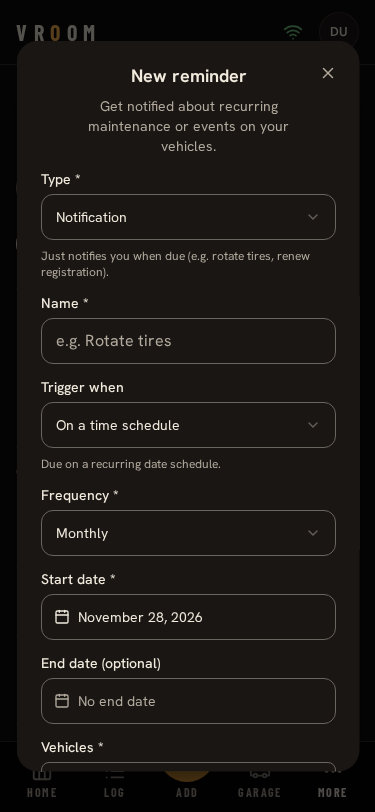 VROOM
DU
New reminder
Get notified about recurring
maintenance or events on your
vehicles.
Type *
Notification
Just notifies you when due (e.g. rotate tires, renew
registration).
Name *
e.g. Rotate tires
Trigger when
On a time schedule
Due on a recurring date schedule.
Frequency *
Monthly
Start date *
November 28, 2026
End date (optional)
No end date
Vehicles *
HOME
LOG
ADD
GARAGE
MORE